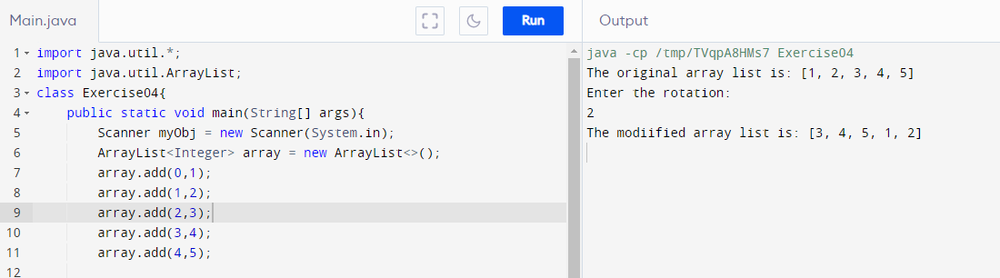 Main.java
Run
Output
1 import java.util.*;
2 import java.util.ArrayList;
3 class Exercise04{
4 public static void main(String[] args){
5 Scanner myObj = new Scanner(System.in);
6 ArrayList<Integer> array = new ArrayList<>();
7 array.add(0,1);
8 array.add(1,2);
9 array.add(2,3);
10 array.add(3,4);
11 array.add(4,5);
12
java -cp /tmp/TVqpA8HMs7 Exercise04
The original array list is: [1, 2, 3, 4, 5]
Enter the rotation:
2
The modiified array list is: [3, 4, 5, 1, 2]